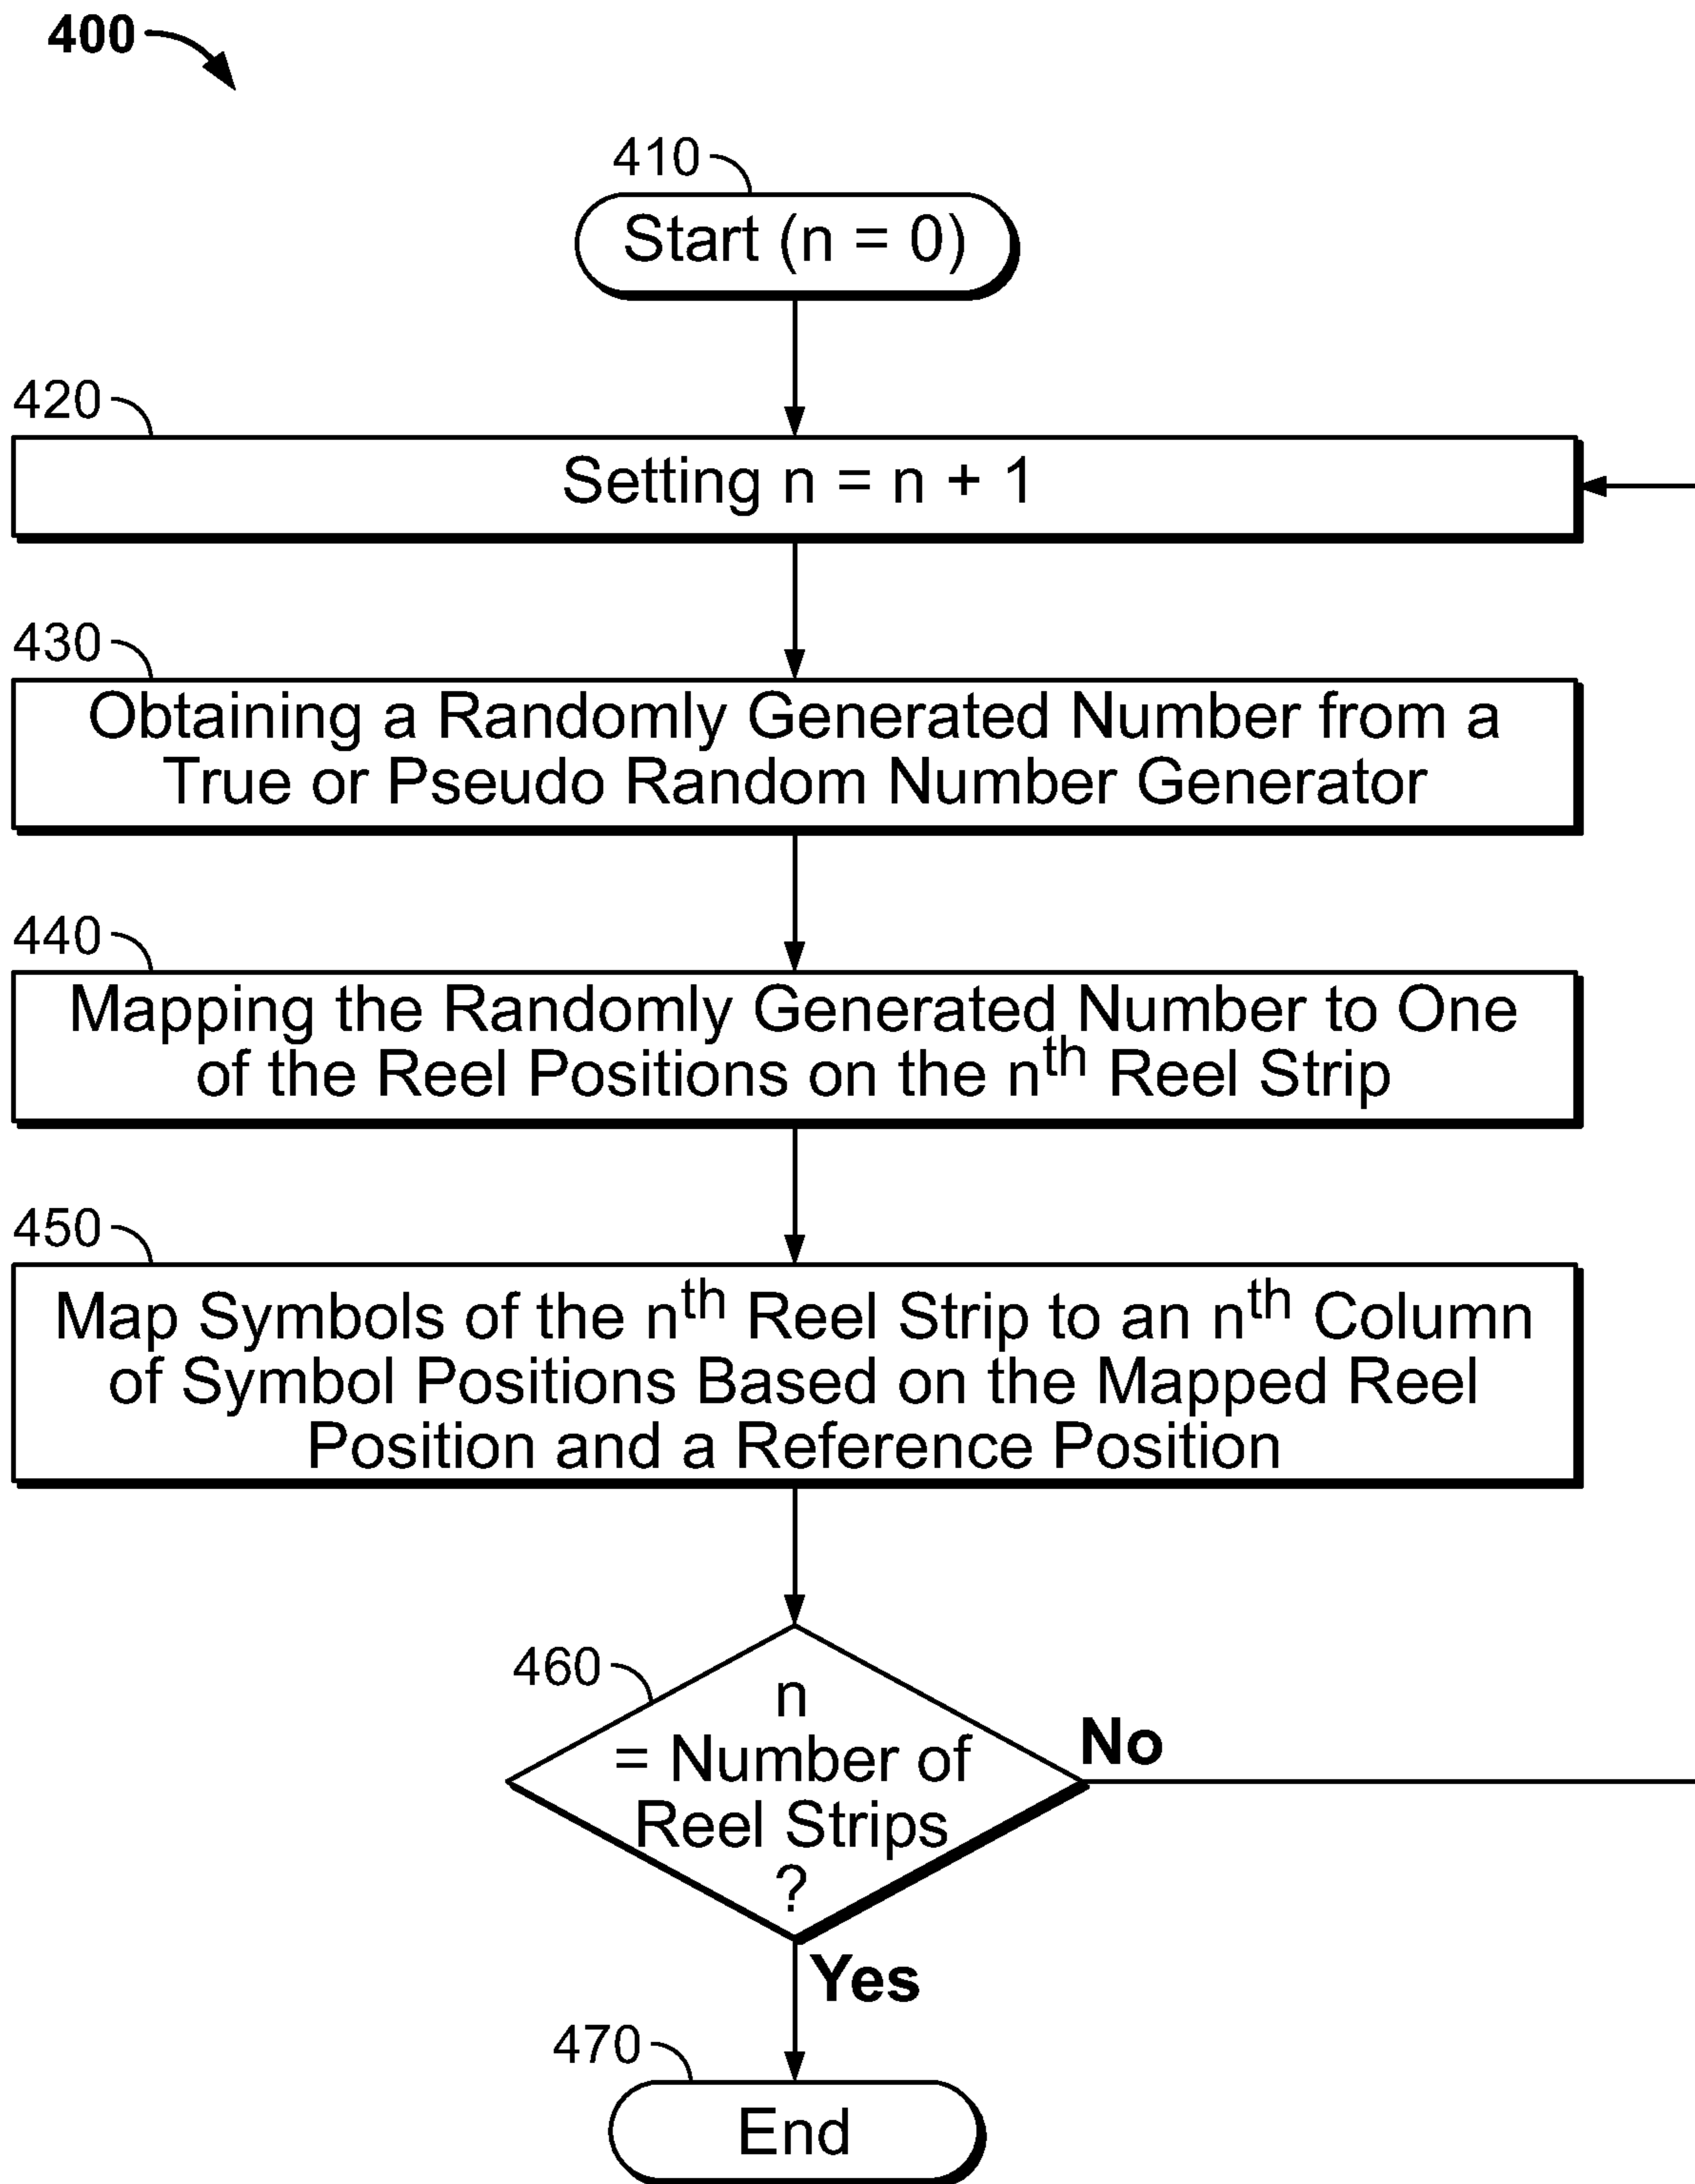 400
410
Start (n = 0)
420
Setting n = n + 1
430
Obtaining a Randomly Generated Number from a
True or Pseudo Random Number Generator
440
Mapping the Randomly Generated Number to One
of the Reel Positions on the nth Reel Strip
450
Map Symbols of the nth Reel Strip to an nth Column
of Symbol Positions Based on the Mapped Reel
Position and a Reference Position
460
n
= Number of
Reel Strips
?
No
Yes
470
End